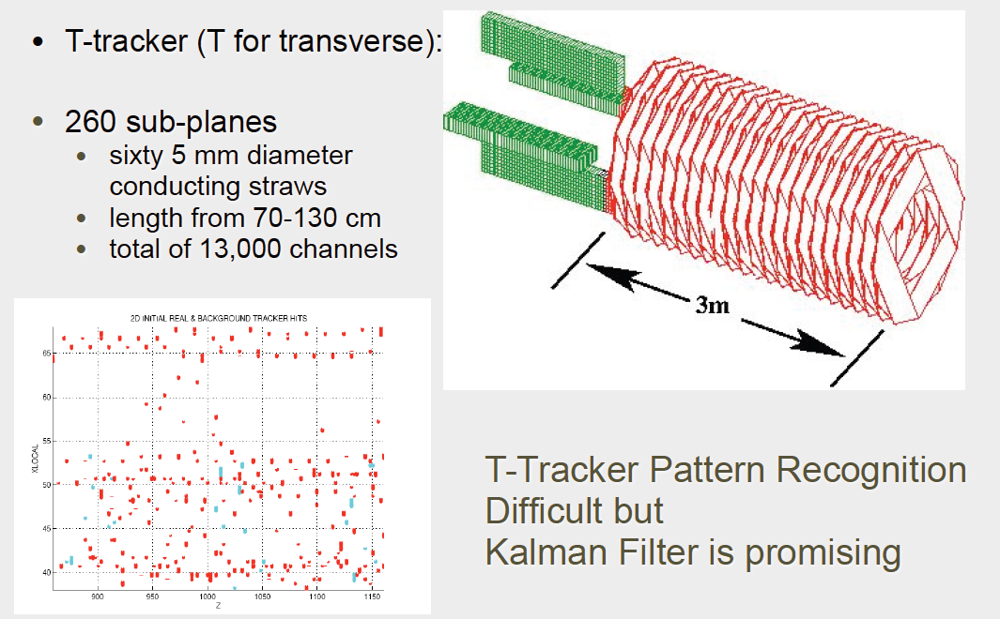 • T-tracker (T for transverse):
• 260 sub-planes
• sixty 5 mm diameter
conducting straws
• length from 70-130 cm
• total of 13,000 channels
3m
2D INITIAL REAL & BACKGROUND TRACKER HITS
65
60
55
50
45
40
XLOCAL
900 950 1000 1050 1100 1150
Z
T-Tracker Pattern Recognition
Difficult but
Kalman Filter is promising